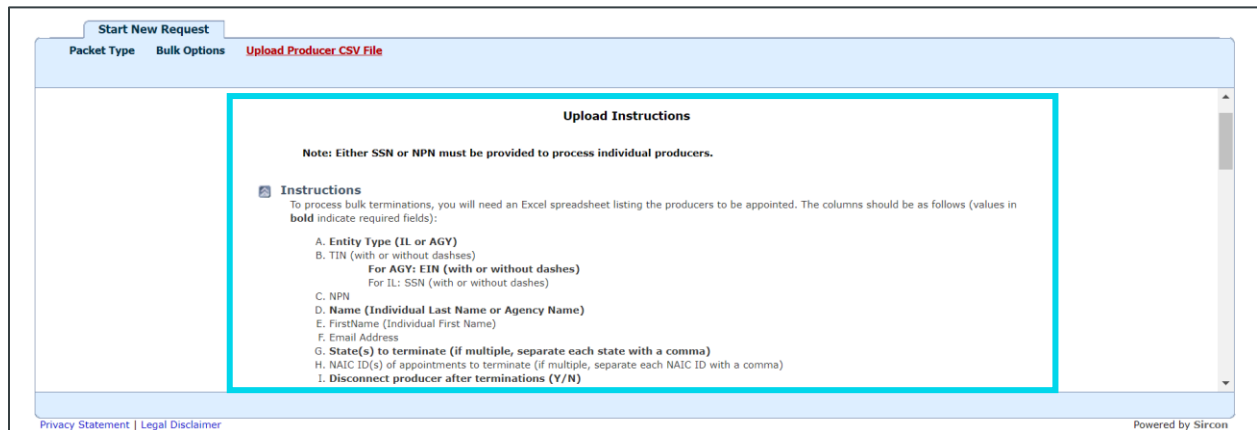 Start New Request
Packet Type Bulk Options Upload Producer CSV File
Upload Instructions
Note: Either SSN or NPN must be provided to process individual producers.
Instructions
To process bulk terminations, you will need an Excel spreadsheet listing the producers to be appointed. The columns should be as follows (values in
bold indicate required fields):
A. Entity Type (IL or AGY)
B. TIN (with or without dashses)
For AGY: EIN (with or without dashes)
For IL: SSN (with or without dashes)
C. NPN
D. Name (Individual Last Name or Agency Name)
E. FirstName (Individual First Name)
F. Email Address
G. State(s) to terminate (if multiple, separate each state with a comma)
H. NAIC ID(s) of appointments to terminate (if multiple, separate each NAIC ID with a comma)
I. Disconnect producer after terminations (Y/N)
Privacy Statement | Legal Disclaimer Powered by Sircon